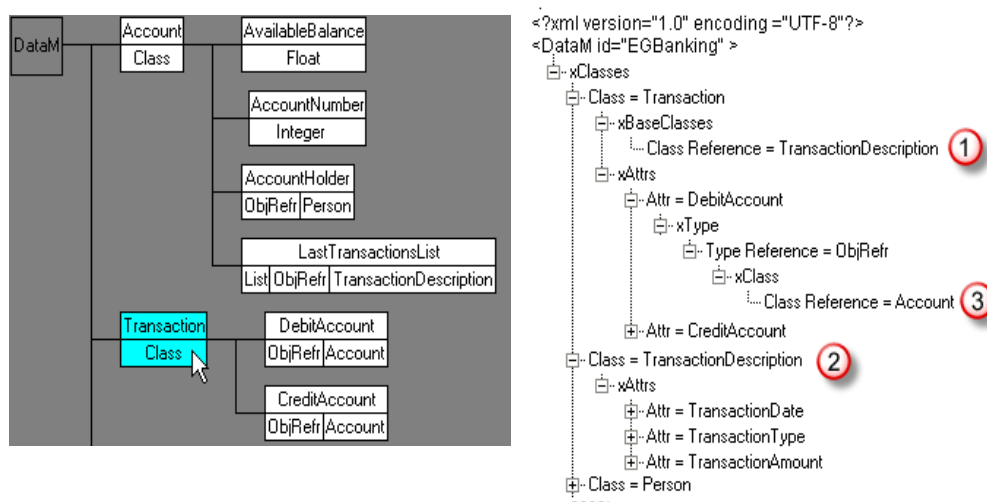 DataM
Account
Class
AvailableBalance
Float
AccountNumber
Integer
AccountHolder
ObjRefr Person
LastTransactionsList
List ObjRefr TransactionDescription
Transaction
Class
DebitAccount
ObjRefr Account
CreditAccount
ObjRefr Account
<?xml version="1.0" encoding ="UTF-8"?>
<DataM id="EGBanking" >
xClasses
Class = Transaction
xBaseClasses
Class Reference = TransactionDescription 1
xAttrs
Attr = DebitAccount
xType
Type Reference = ObjRefr
xClass
Class Reference = Account 3
Attr = CreditAccount
Class = TransactionDescription 2
xAttrs
Attr = TransactionDate
Attr = TransactionType
Attr = TransactionAmount
Class = Person